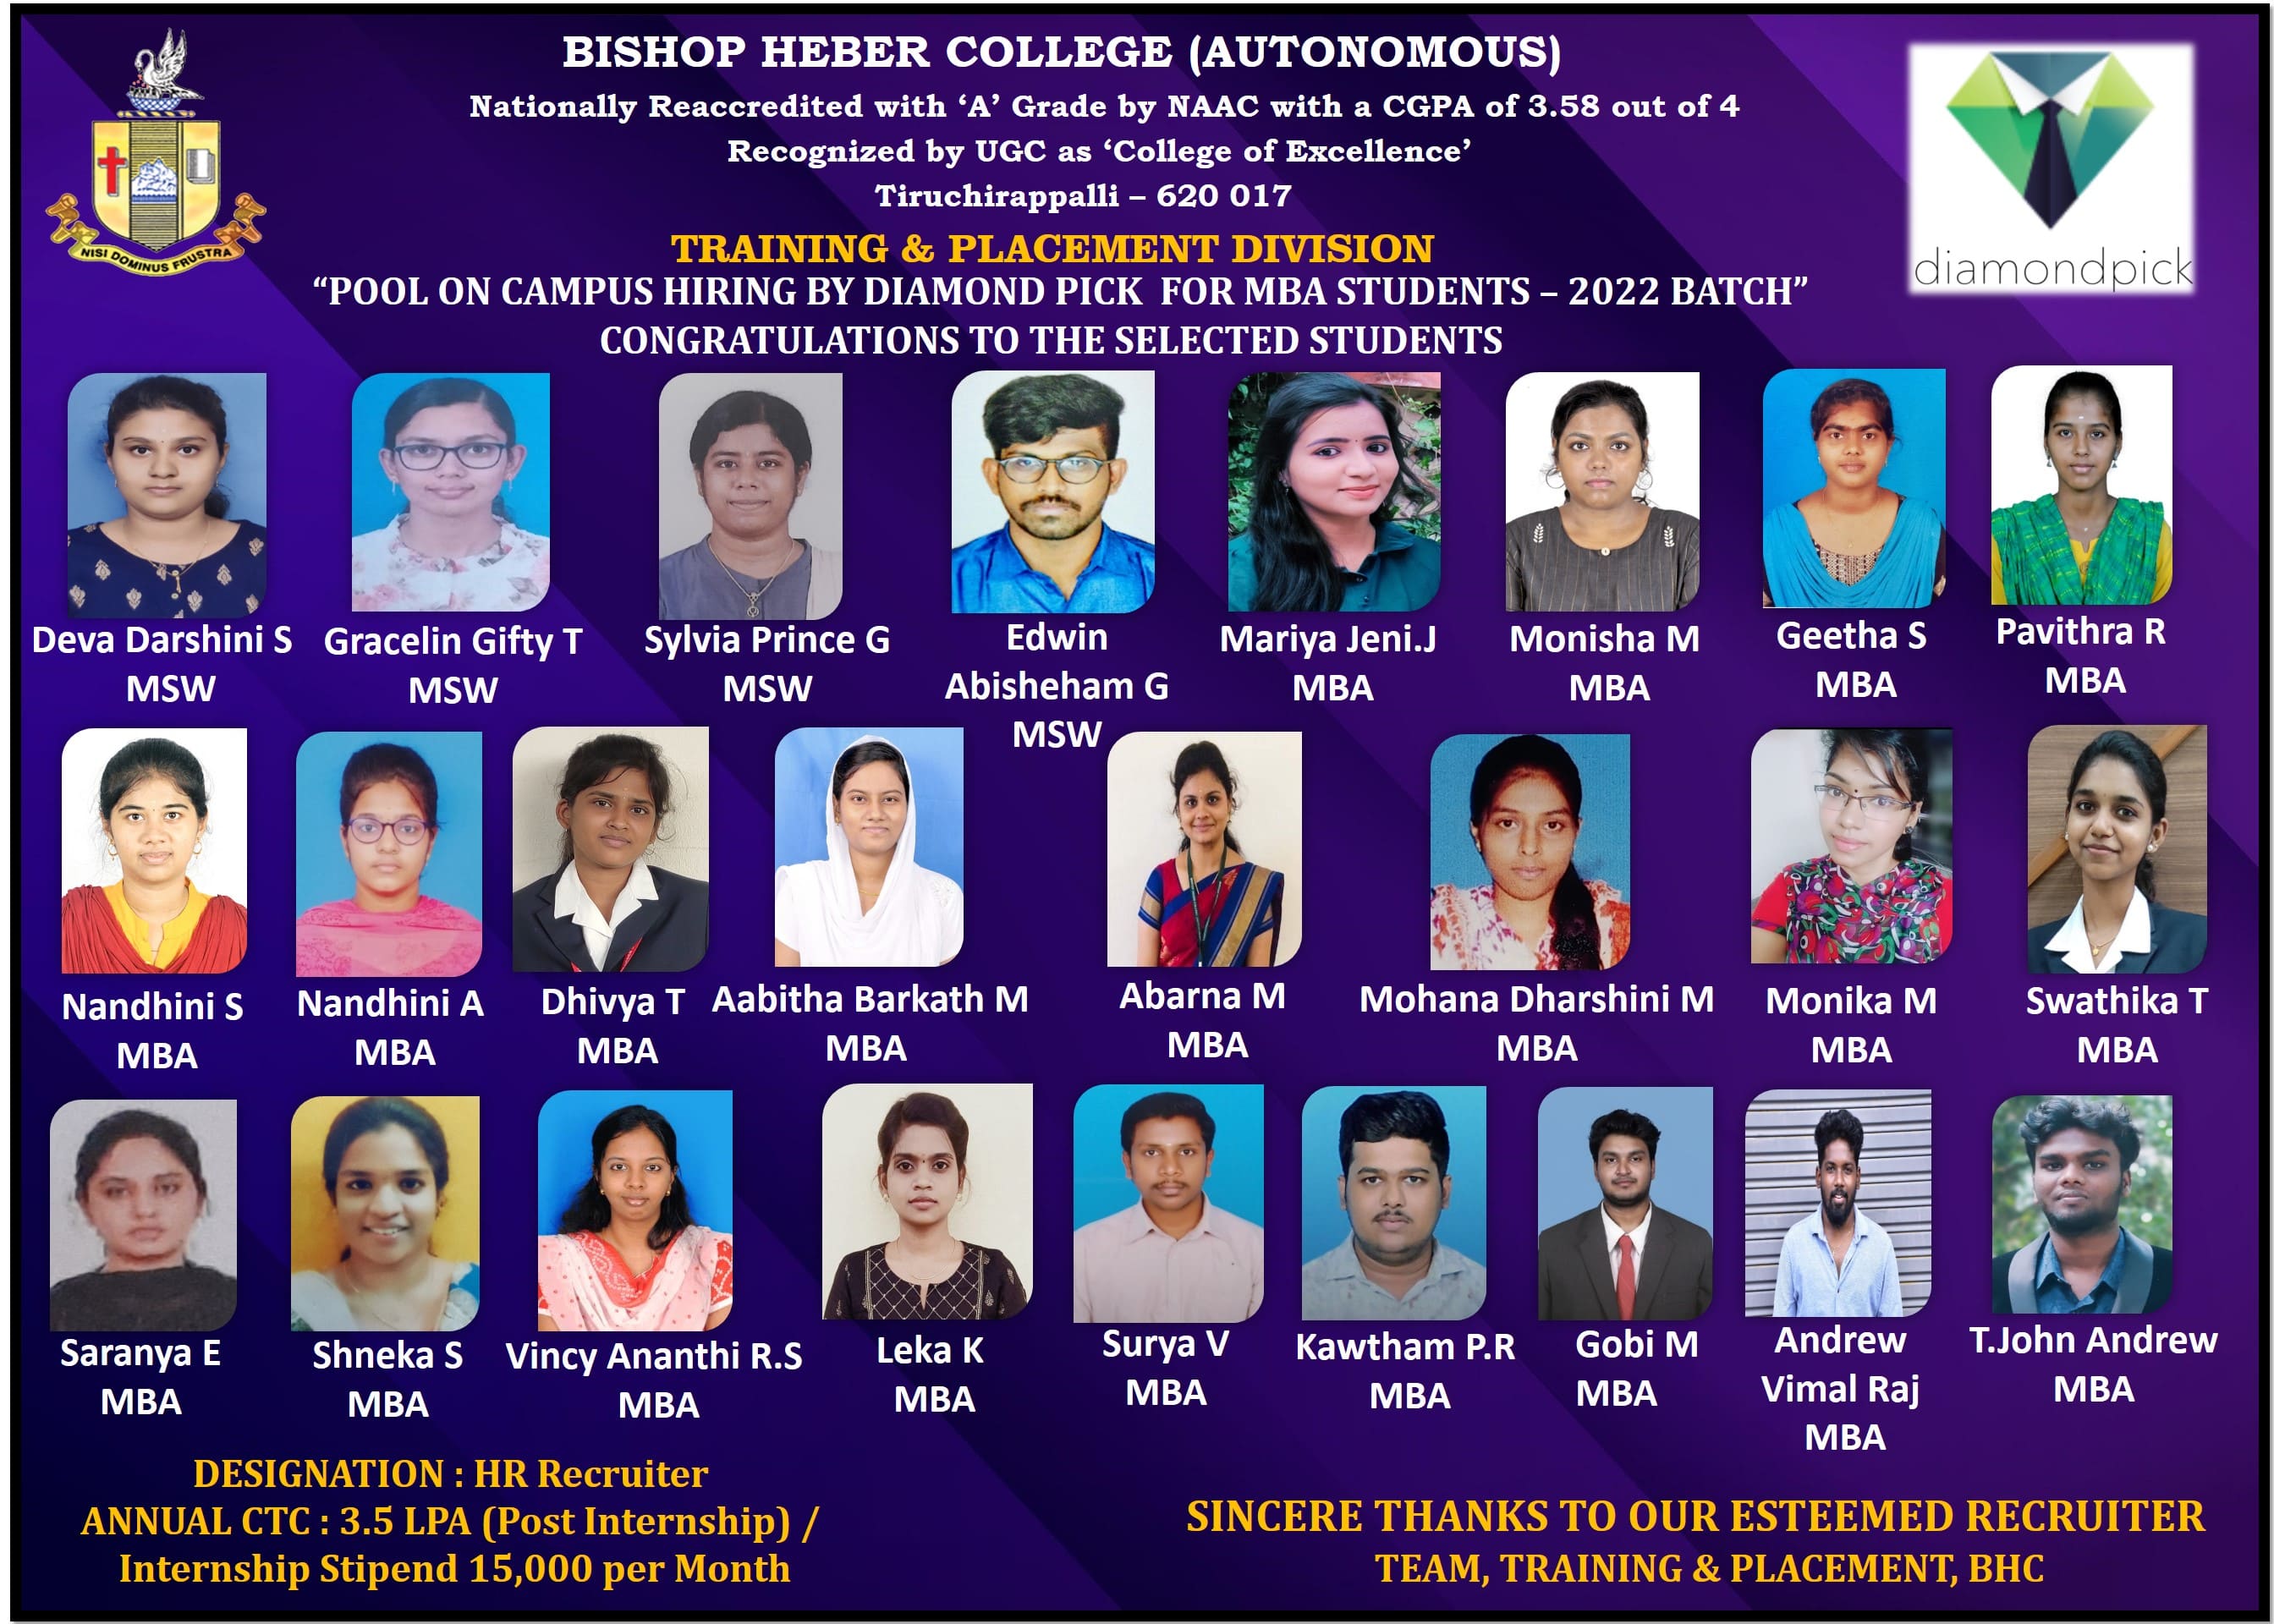 BISHOP HEBER COLLEGE (AUTONOMOUS)
Nationally Reaccredited with ‘A’ Grade by NAAC with a CGPA of 3.58 out of 4
Recognized by UGC as ‘College of Excellence’
Tiruchirappalli – 620 017
TRAINING & PLACEMENT DIVISION
“POOL ON CAMPUS HIRING BY DIAMOND PICK FOR MBA STUDENTS – 2022 BATCH”
CONGRATULATIONS TO THE SELECTED STUDENTS
NISI DOMINUS FRUSTRA
diamondpick
Deva Darshini S
MSW
Gracelin Gifty T
MSW
Sylvia Prince G
MSW
Edwin
Abisheham G
MSW
Mariya Jeni.J
MBA
Monisha M
MBA
Geetha S
MBA
Pavithra R
MBA
Nandhini S
MBA
Nandhini A
MBA
Dhivya T
MBA
Aabitha Barkath M
MBA
Abarna M
MBA
Mohana Dharshini M
MBA
Monika M
MBA
Swathika T
MBA
Saranya E
MBA
Shneka S
MBA
Vincy Ananthi R.S
MBA
Leka K
MBA
Surya V
MBA
Kawtham P.R
MBA
Gobi M
MBA
Andrew
Vimal Raj
MBA
T.John Andrew
MBA
DESIGNATION : HR Recruiter
ANNUAL CTC : 3.5 LPA (Post Internship) /
Internship Stipend 15,000 per Month
SINCERE THANKS TO OUR ESTEEMED RECRUITER
TEAM, TRAINING & PLACEMENT, BHC